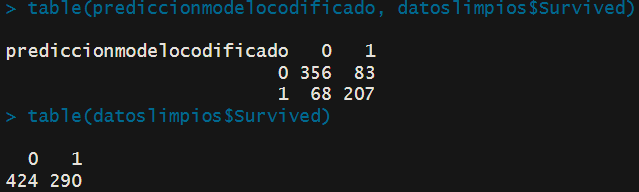 > table(prediccionmodelocodificado, datoslimpios$Survived)
prediccionmodelocodificado   0   1
                         0 356  83
                         1  68 207
> table(datoslimpios$Survived)
  0   1
424 290